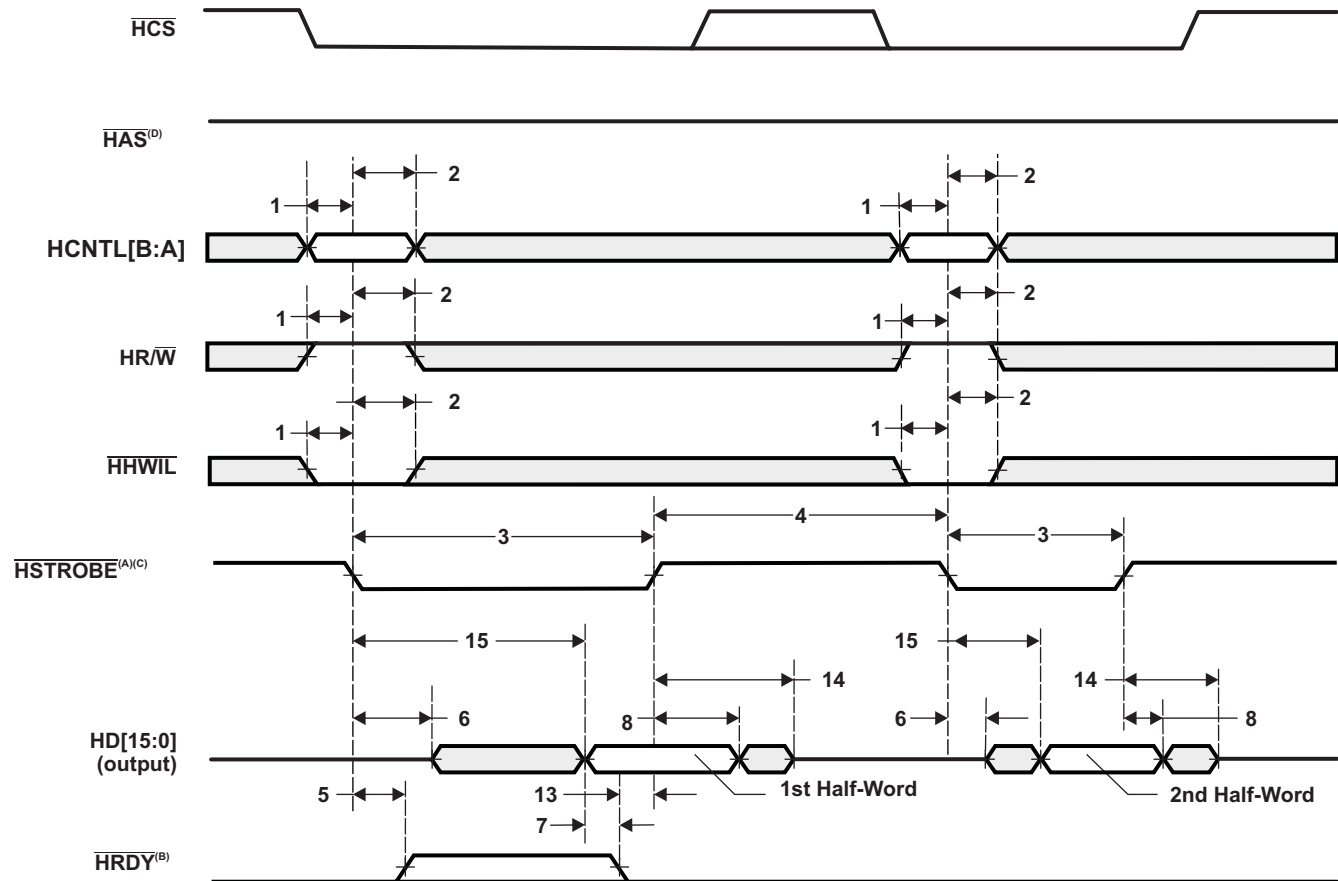 HCS
HAS(D)
2
2
1
1
HCNTL[B:A]
2
2
1
1
HR/W
2
2
1
1
HHWIL
4
3
3
HSTROBE(A)(C)
15
15
14
14
6
8
6
8
HD[15:0]
(output)
1st Half-Word
2nd Half-Word
5
13
7
HRDY(B)